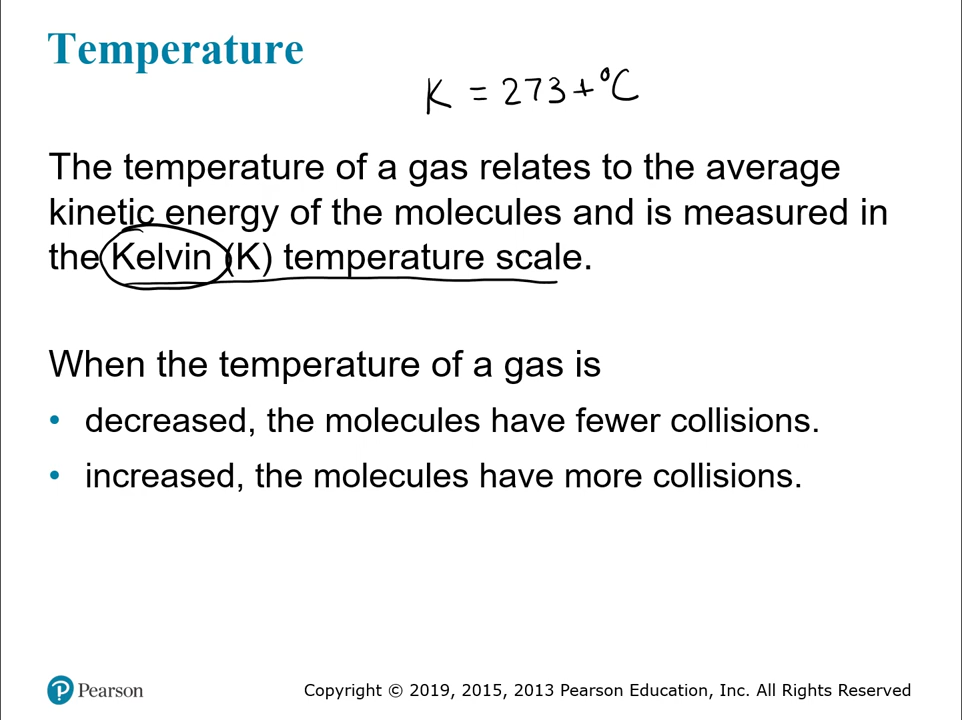 Temperature
K = 273 + °C
The temperature of a gas relates to the average
kinetic energy of the molecules and is measured in
the Kelvin (K) temperature scale.
When the temperature of a gas is
• decreased, the molecules have fewer collisions.
• increased, the molecules have more collisions.
Pearson
Copyright © 2019, 2015, 2013 Pearson Education, Inc. All Rights Reserved